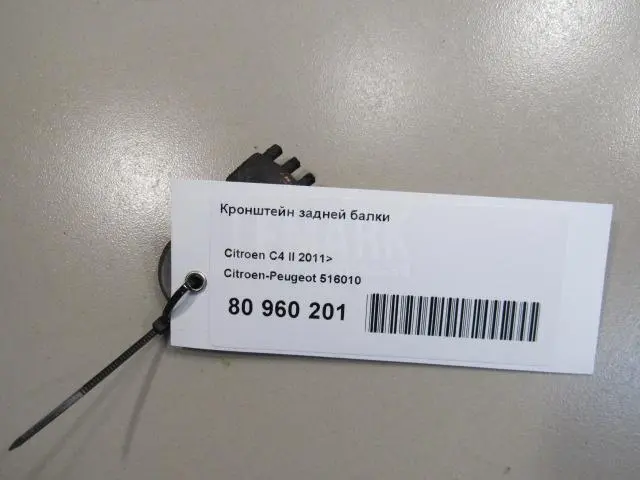 Кронштейн задней балки
Citroen C4 II 2011>
Citroen-Peugeot 516010
80 960 201